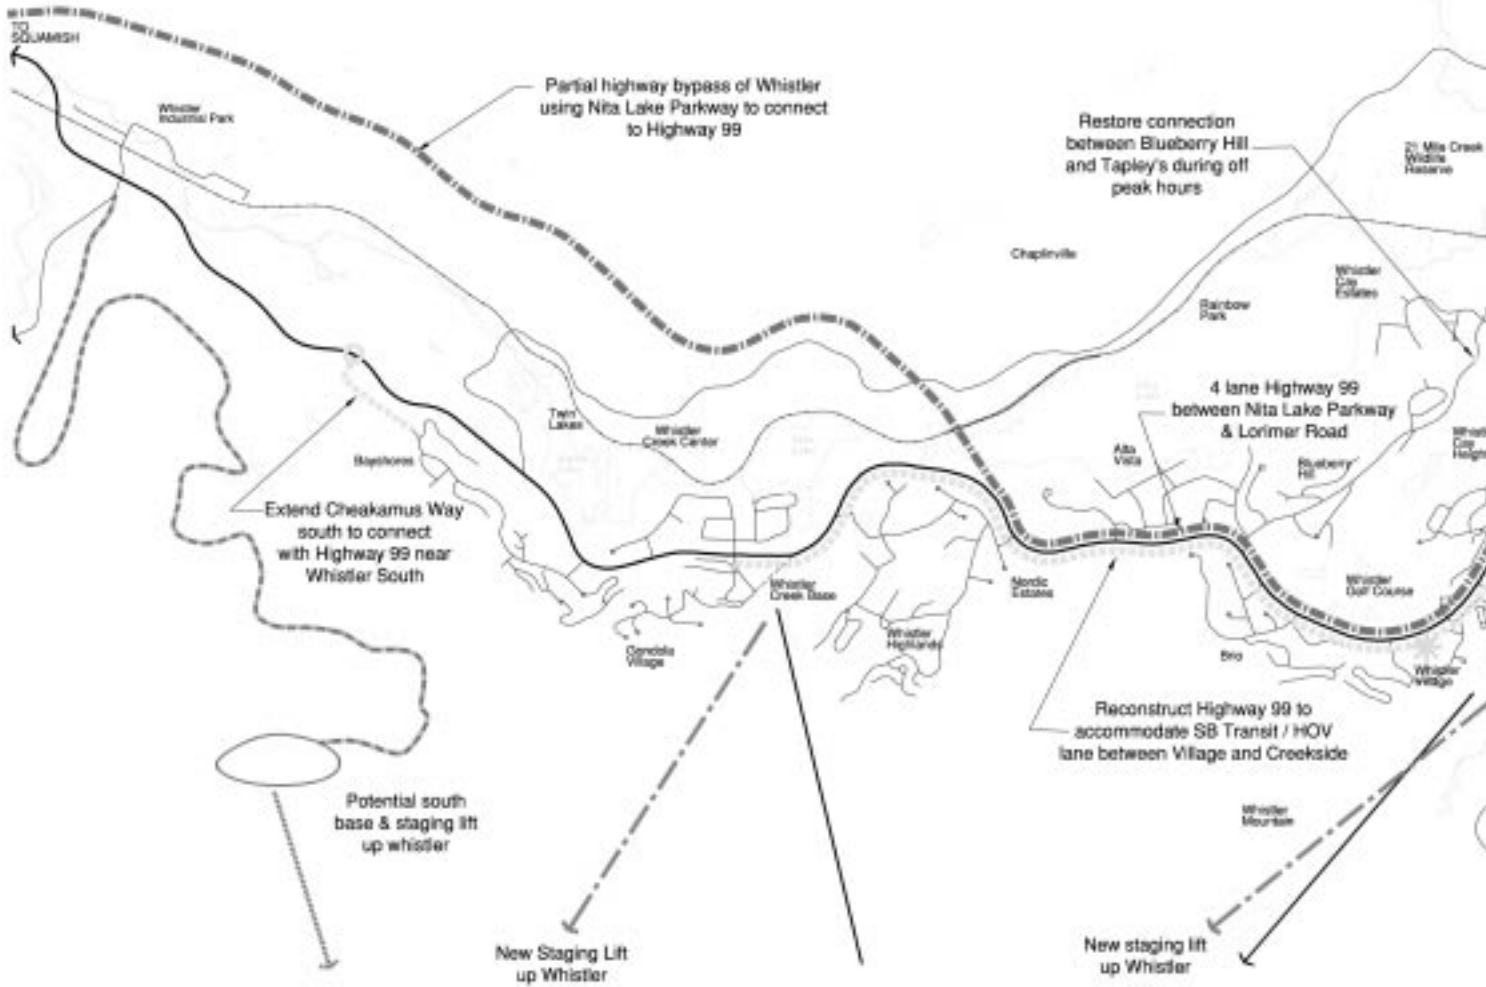 TO
SQUAMISH
Whistler
Industrial Park
Partial highway bypass of Whistler
using Nita Lake Parkway to connect
to Highway 99
Restore connection
between Blueberry Hill
and Tapley's during off
peak hours
21 Mile Creek
Wildlife
Reserve
Chaplinville
Whistler
Cay
Estates
Rainbow
Park
4 lane Highway 99
between Nita Lake Parkway
& Lorimer Road
Twin
Lakes
Whistler
Creek Center
Alta
Vista
Blueberry
Hill
Cay
Bayshores
Extend Cheakamus Way
south to connect
with Highway 99 near
Whistler South
Whistler
Creek Base
Nordic
Estates
Whistler
Golf Course
Gondola
Village
Whistler
Highlands
Brio
Whistler
Village
Reconstruct Highway 99 to
accommodate SB Transit / HOV
lane between Village and Creekside
Potential south
base & staging lift
up whistler
Whistler
Mountain
New Staging Lift
up Whistler
New staging lift
up Whistler